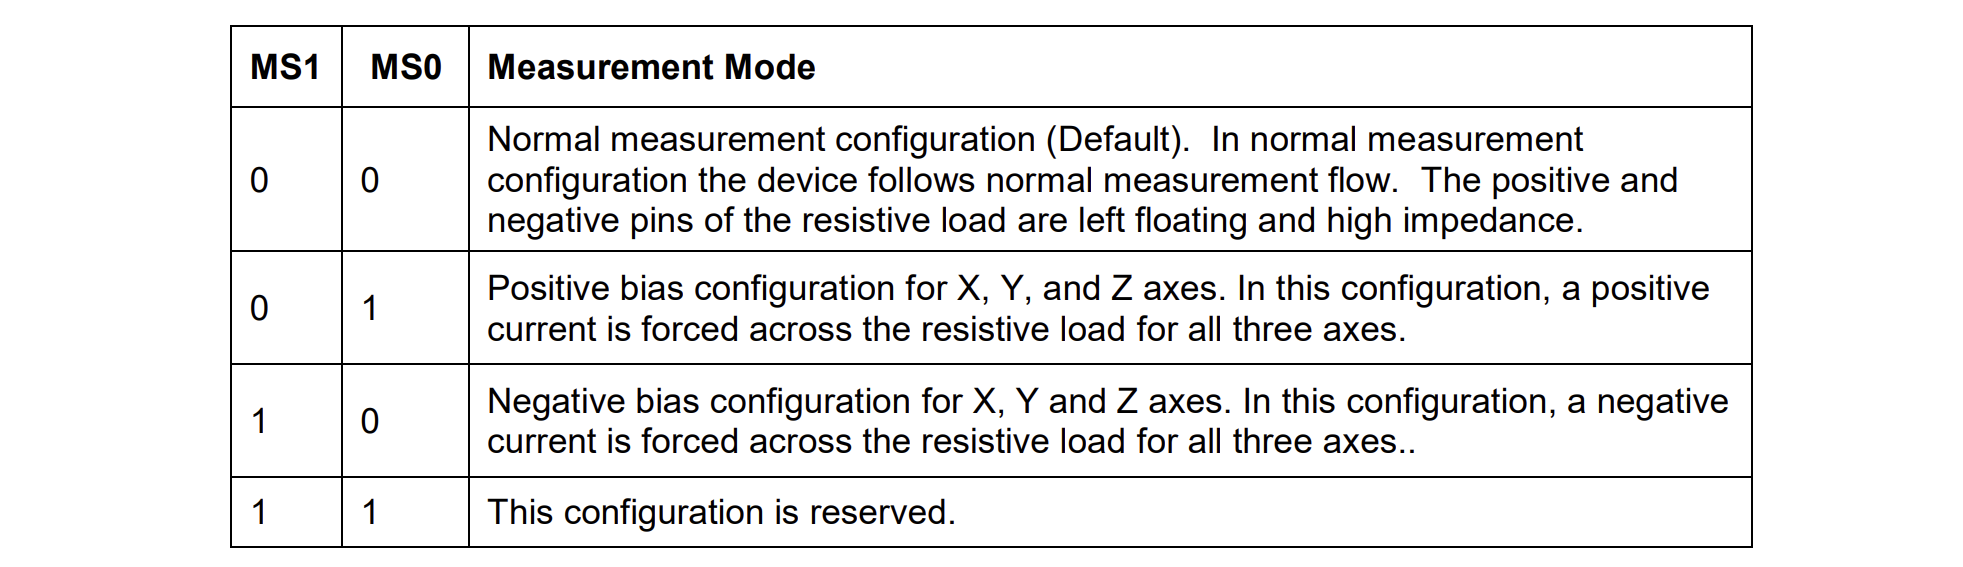 MS1 MS0 Measurement Mode
0 0 Normal measurement configuration (Default).  In normal measurement
configuration the device follows normal measurement flow.  The positive and
negative pins of the resistive load are left floating and high impedance.
0 1 Positive bias configuration for X, Y, and Z axes. In this configuration, a positive
current is forced across the resistive load for all three axes.
1 0 Negative bias configuration for X, Y and Z axes. In this configuration, a negative
current is forced across the resistive load for all three axes..
1 1 This configuration is reserved.